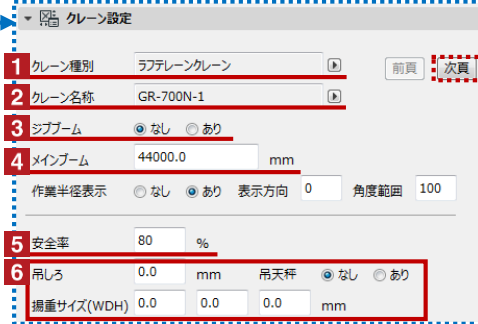 クレーン設定
1 クレーン種別 ラフテレーンクレーン 前頁 次頁
2 クレーン名称 GR-700N-1
3 ジブブーム なし あり
4 メインブーム 44000.0 mm
作業半径表示 なし あり 表示方向 0 角度範囲 100
5 安全率 80 %
6 吊しろ 0.0 mm 吊天秤 なし あり
揚重サイズ(WDH) 0.0 0.0 0.0 mm